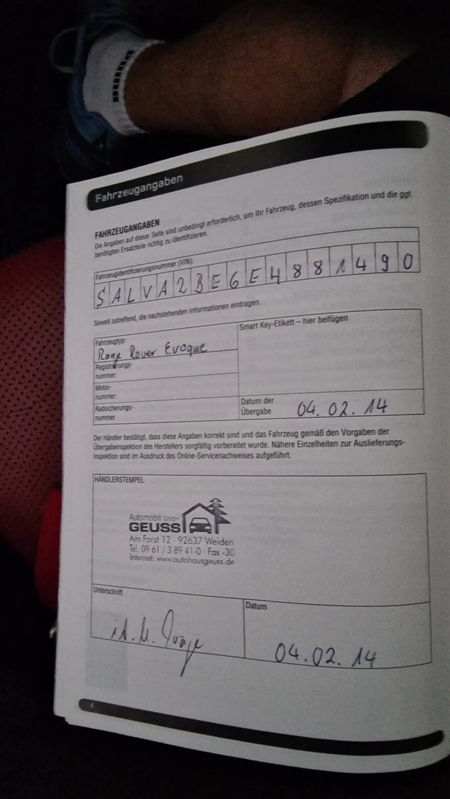 Fahrzeugangaben
FAHRZEUGANGABEN
Die Angaben auf dieser Seite sind unbedingt erforderlich, um Ihr Fahrzeug, dessen Spezifikation und die ggf.
benötigten Ersatzteile richtig zu identifizieren.
Fahrzeugidentifizierungsnummer (VIN):
SALVA2BE6E4881490
Soweit zutreffend, die nachstehenden Informationen eintragen.
Fahrzeugtyp:
Range Rover Evoque
Registrierungs-
nummer:
Motor-
nummer:
Radsicherungs-
nummer:
Smart Key-Etikett – hier beifügen
Datum der
Übergabe
04.02.14
Der Händler bestätigt, dass diese Angaben korrekt sind und das Fahrzeug gemäß den Vorgaben der
Übergabeinspektion des Herstellers sorgfältig vorbereitet wurde. Nähere Einzelheiten zur Auslieferungs-
inspektion sind im Ausdruck des Online-Servicenachweises aufgeführt.
HÄNDLERSTEMPEL
Automobil GmbH
GEUSS
Am Forst 12 - 92637 Weiden
Tel. 09 61 / 3 89 41-0 · Fax -30
Internet: www.autohausgeuss.de
Unterschrift
Datum
04.02.14
4